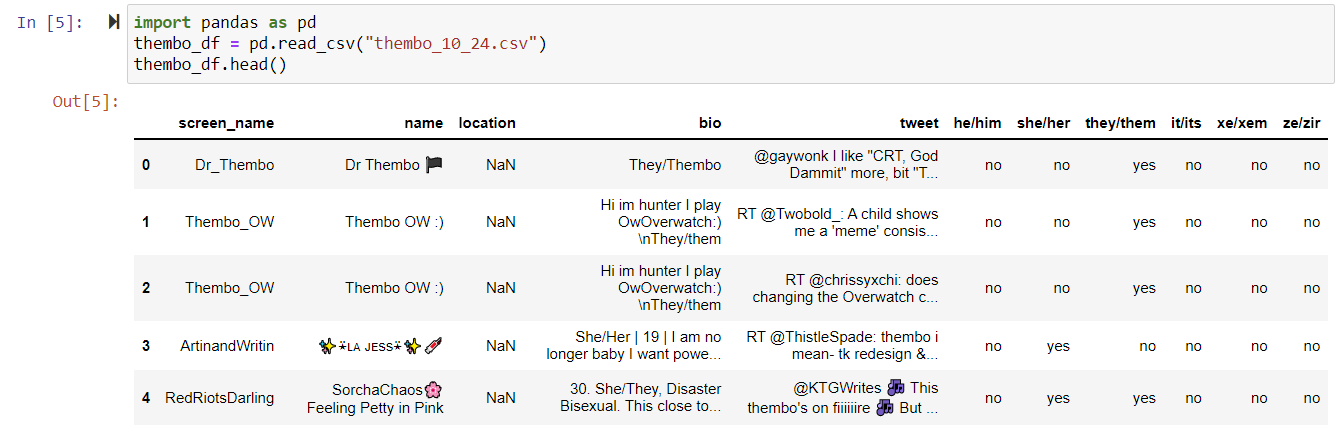 In [5]: import pandas as pd
thembo_df = pd.read_csv("thembo_10_24.csv")
thembo_df.head()
Out[5]:
screen_name name location bio tweet he/him she/her they/them it/its xe/xem ze/zir
0 Dr_Thembo Dr Thembo 🏴 NaN They/Thembo @gaywonk I like "CRT, God
Dammit" more, bit "T... no no yes no no no
1 Thembo_OW Thembo OW :) NaN Hi im hunter I play
OwOverwatch:)
\nThey/them RT @Twobold_: A child shows
me a 'meme' consis... no no yes no no no
2 Thembo_OW Thembo OW :) NaN Hi im hunter I play
OwOverwatch:)
\nThey/them RT @chrissyxchi: does
changing the Overwatch c... no no yes no no no
3 ArtinandWritin ✨⍣ʟᴀ ᴊᴇss⍣✨💉 NaN She/Her | 19 | I am no
longer baby I want powe... RT @ThistleSpade: thembo i
mean- tk redesign &... no yes no no no no
4 RedRiotsDarling SorchaChaos🌸
Feeling Petty in Pink NaN 30. She/They, Disaster
Bisexual. This close to... @KTGWrites 🎶 This
thembo's on fiiiiiire 🎶 But ... no yes yes no no no